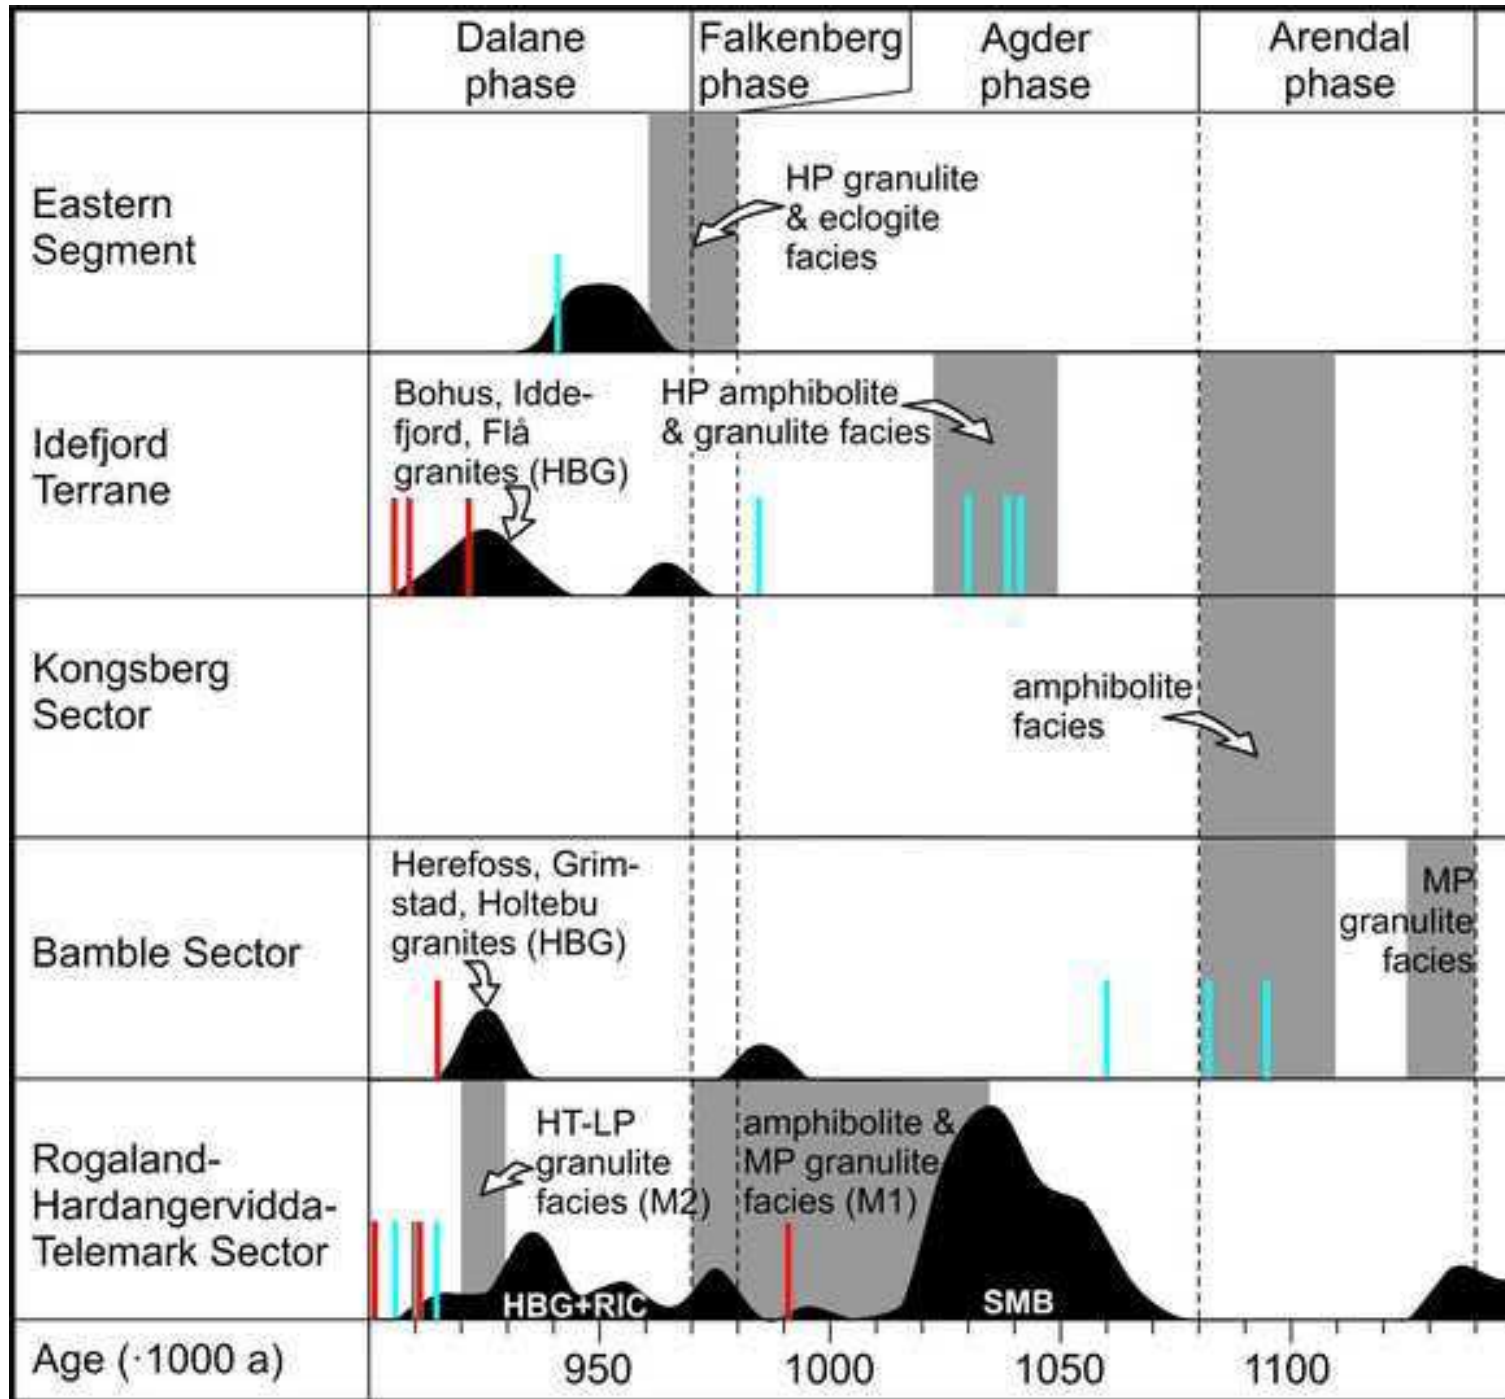 Dalane
phase
Falkenberg
phase
Agder
phase
Arendal
phase
Eastern
Segment
HP granulite
& eclogite
facies
Idefjord
Terrane
Bohus, Idde-
fjord, Flå
granites (HBG)
HP amphibolite
& granulite facies
Kongsberg
Sector
amphibolite
facies
Bamble Sector
Herefoss, Grim-
stad, Holtebu
granites (HBG)
MP
granulite
facies
Rogaland-
Hardangervidda-
Telemark Sector
HT-LP
granulite
facies (M2)
amphibolite &
MP granulite
facies (M1)
HBG+RIC
SMB
Age (·1000 a)
950
1000
1050
1100